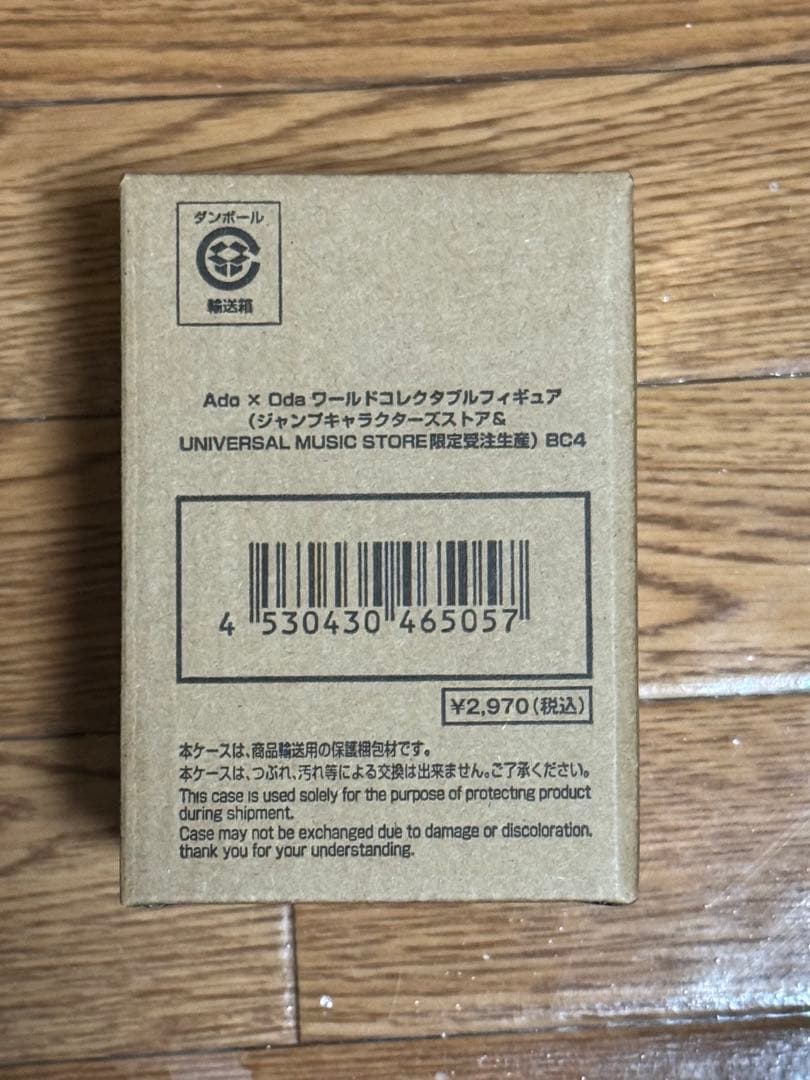 ダンボール
輸送箱
Ado × Oda ワールドコレクタブルフィギュア
(ジャンプキャラクターズストア&
UNIVERSAL MUSIC STORE限定受注生産) BC4
4 530430 465057
¥2,970(税込)
本ケースは、商品輸送用の保護梱包材です。
本ケースは、つぶれ、汚れ等による交換は出来ません。ご了承ください。
This case is used solely for the purpose of protecting product
during shipment.
Case may not be exchanged due to damage or discoloration.
thank you for your understanding.